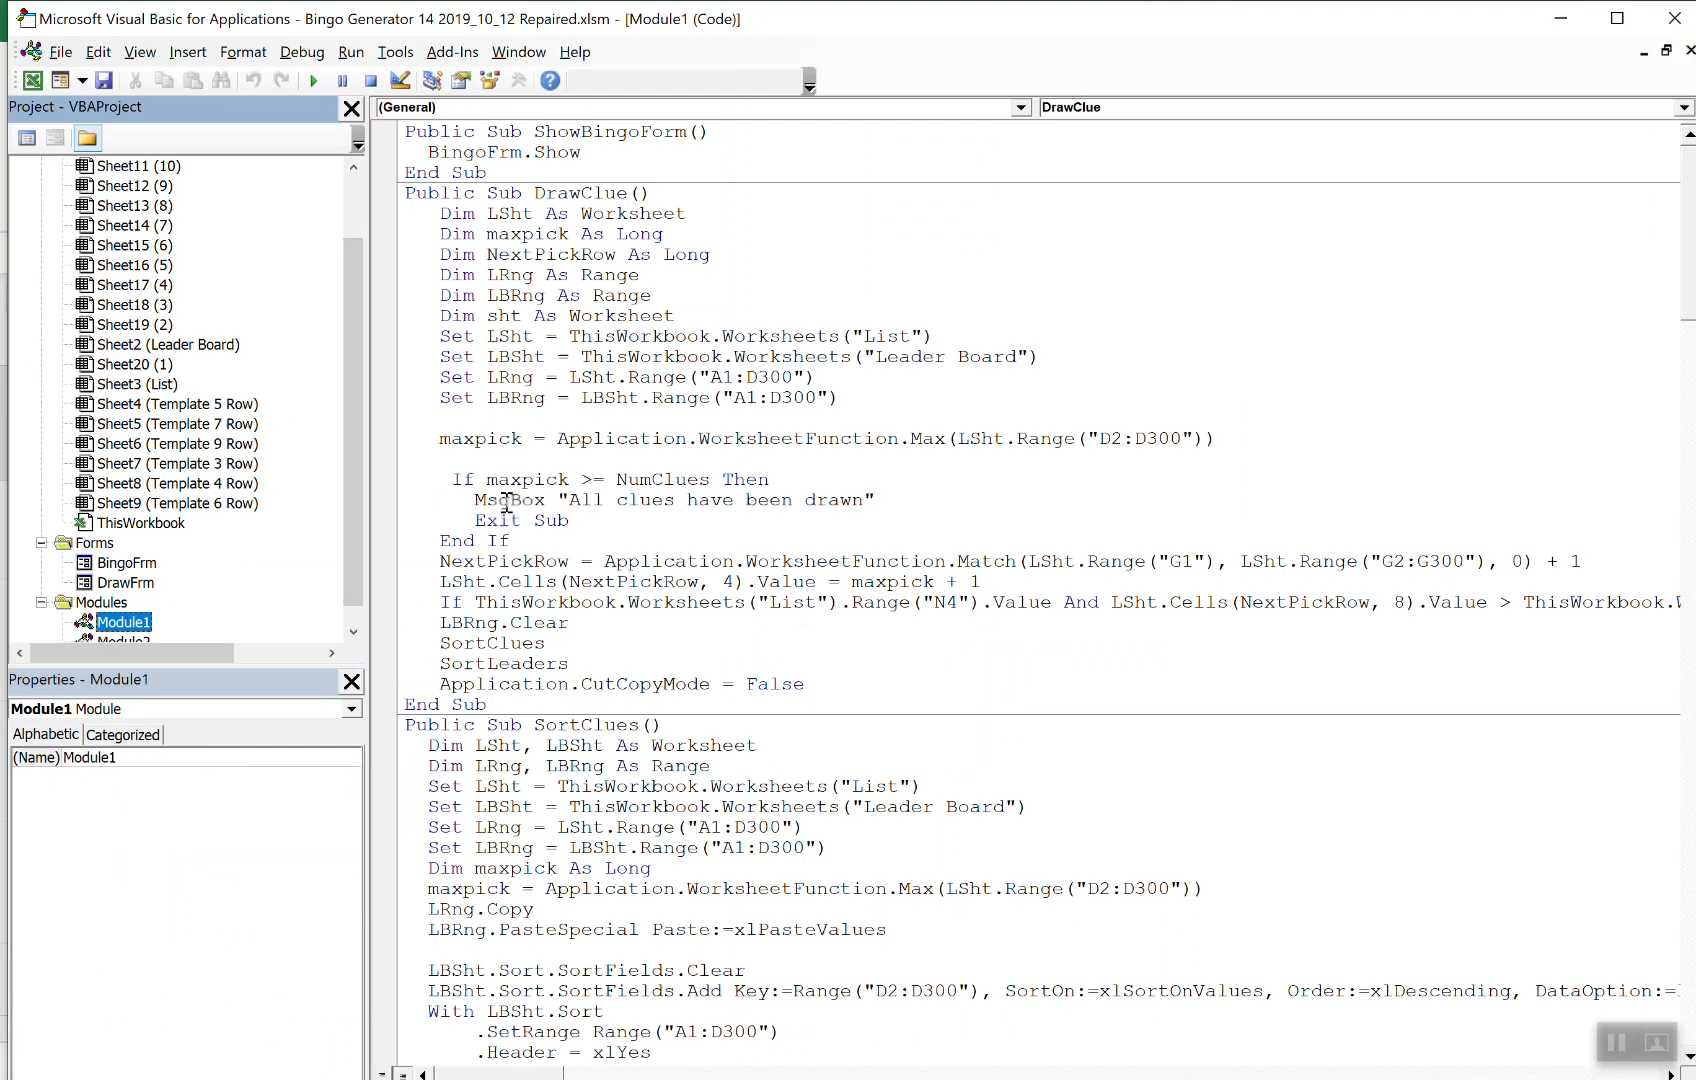 Microsoft Visual Basic for Applications - Bingo Generator 14 2019_10_12 Repaired.xlsm - [Module1 (Code)]
File Edit View Insert Format Debug Run Tools Add-Ins Window Help
Project - VBAProject
Sheet11 (10)
Sheet12 (9)
Sheet13 (8)
Sheet14 (7)
Sheet15 (6)
Sheet16 (5)
Sheet17 (4)
Sheet18 (3)
Sheet19 (2)
Sheet2 (Leader Board)
Sheet20 (1)
Sheet3 (List)
Sheet4 (Template 5 Row)
Sheet5 (Template 7 Row)
Sheet6 (Template 9 Row)
Sheet7 (Template 3 Row)
Sheet8 (Template 4 Row)
Sheet9 (Template 6 Row)
ThisWorkbook
Forms
BingoFrm
DrawFrm
Modules
Module1
Module2
Properties - Module1
Module1 Module
Alphabetic Categorized
(Name) Module1
(General) DrawClue
Public Sub ShowBingoForm()
BingoFrm.Show
End Sub
Public Sub DrawClue()
Dim LSht As Worksheet
Dim maxpick As Long
Dim NextPickRow As Long
Dim LRng As Range
Dim LBRng As Range
Dim sht As Worksheet
Set LSht = ThisWorkbook.Worksheets("List")
Set LBSht = ThisWorkbook.Worksheets("Leader Board")
Set LRng = LSht.Range("A1:D300")
Set LBRng = LBSht.Range("A1:D300")
maxpick = Application.WorksheetFunction.Max(LSht.Range("D2:D300"))
If maxpick >= NumClues Then
MsgBox "All clues have been drawn"
Exit Sub
End If
NextPickRow = Application.WorksheetFunction.Match(LSht.Range("G1"), LSht.Range("G2:G300"), 0) + 1
LSht.Cells(NextPickRow, 4).Value = maxpick + 1
If ThisWorkbook.Worksheets("List").Range("N4").Value And LSht.Cells(NextPickRow, 8).Value > ThisWorkbook.
LBRng.Clear
SortClues
SortLeaders
Application.CutCopyMode = False
End Sub
Public Sub SortClues()
Dim LSht, LBSht As Worksheet
Dim LRng, LBRng As Range
Set LSht = ThisWorkbook.Worksheets("List")
Set LBSht = ThisWorkbook.Worksheets("Leader Board")
Set LRng = LSht.Range("A1:D300")
Set LBRng = LBSht.Range("A1:D300")
Dim maxpick As Long
maxpick = Application.WorksheetFunction.Max(LSht.Range("D2:D300"))
LRng.Copy
LBRng.PasteSpecial Paste:=xlPasteValues
LBSht.Sort.SortFields.Clear
LBSht.Sort.SortFields.Add Key:=Range("D2:D300"), SortOn:=xlSortOnValues, Order:=xlDescending, DataOption:=
With LBSht.Sort
.SetRange Range("A1:D300")
.Header = xlYes